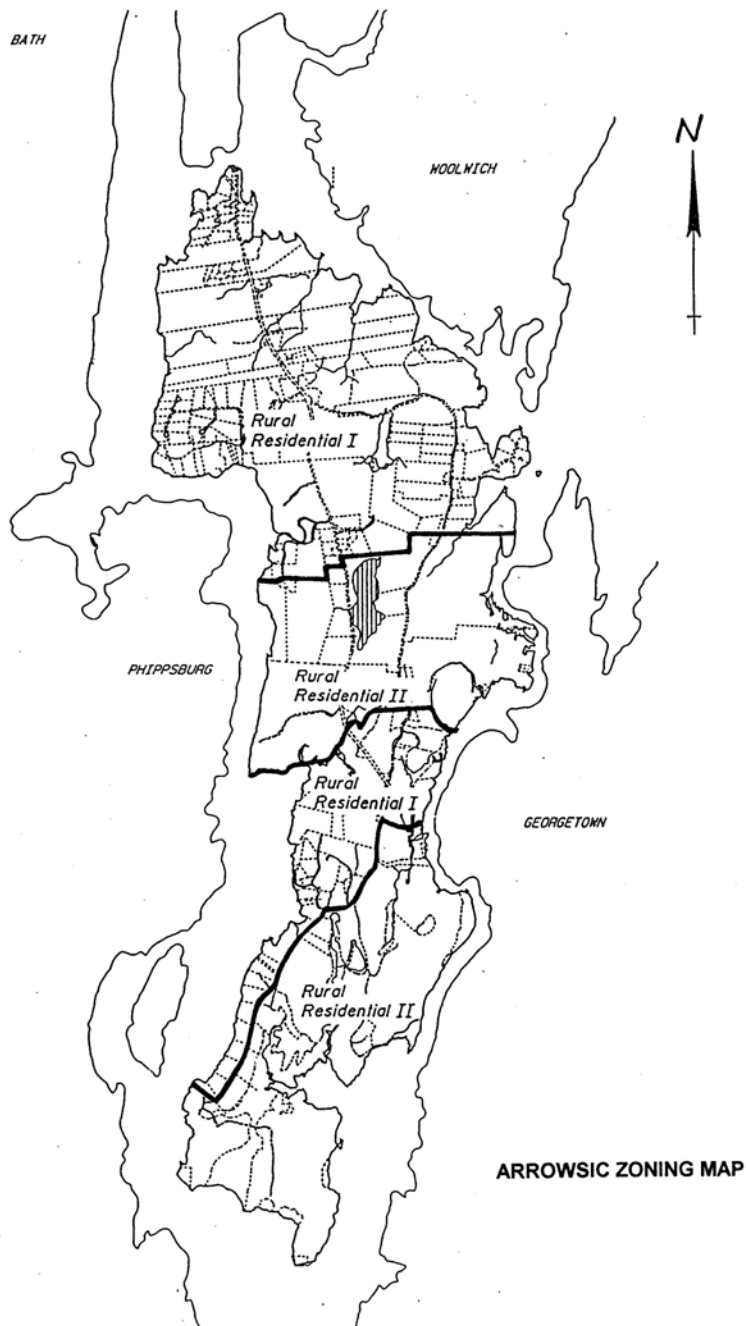 BATH
N
WOOLWICH
Rural
Residential I
PHIPPSBURG
Rural
Residential II
Rural
Residential I
GEORGETOWN
Rural
Residential II
ARROWSIC ZONING MAP